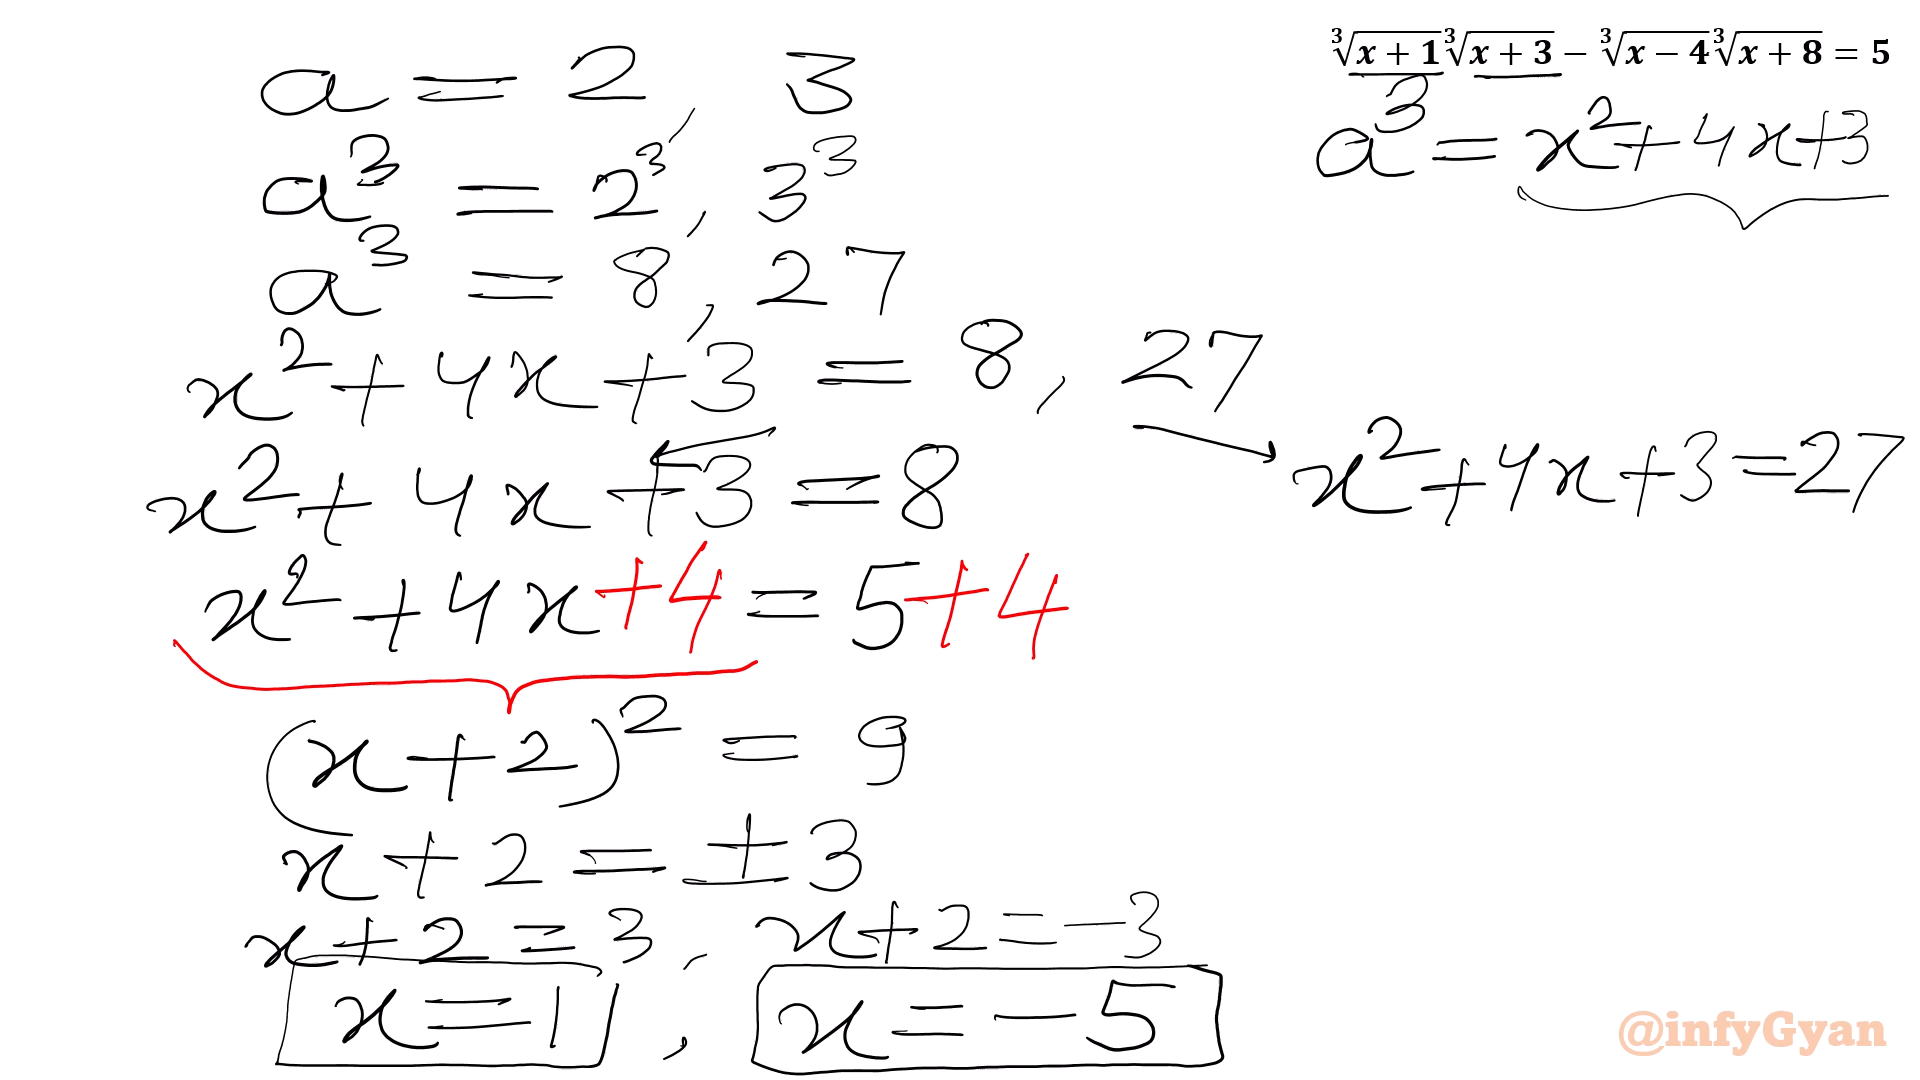 ∛(x + 1) ∛(x + 3) − ∛(x − 4) ∛(x + 8) = 5
a³ = x² + 4x + 3
a = 2, 3
a³ = 2³, 3³
a³ = 8, 27
x² + 4x + 3 = 8, 27
x² + 4x + 3 = 8
x² + 4x + 4 = 5 + 4
(x + 2)² = 9
x + 2 = ± 3
x + 2 = 3, x + 2 = −3
x = 1, x = −5
x² + 4x + 3 = 27
@infyGyan